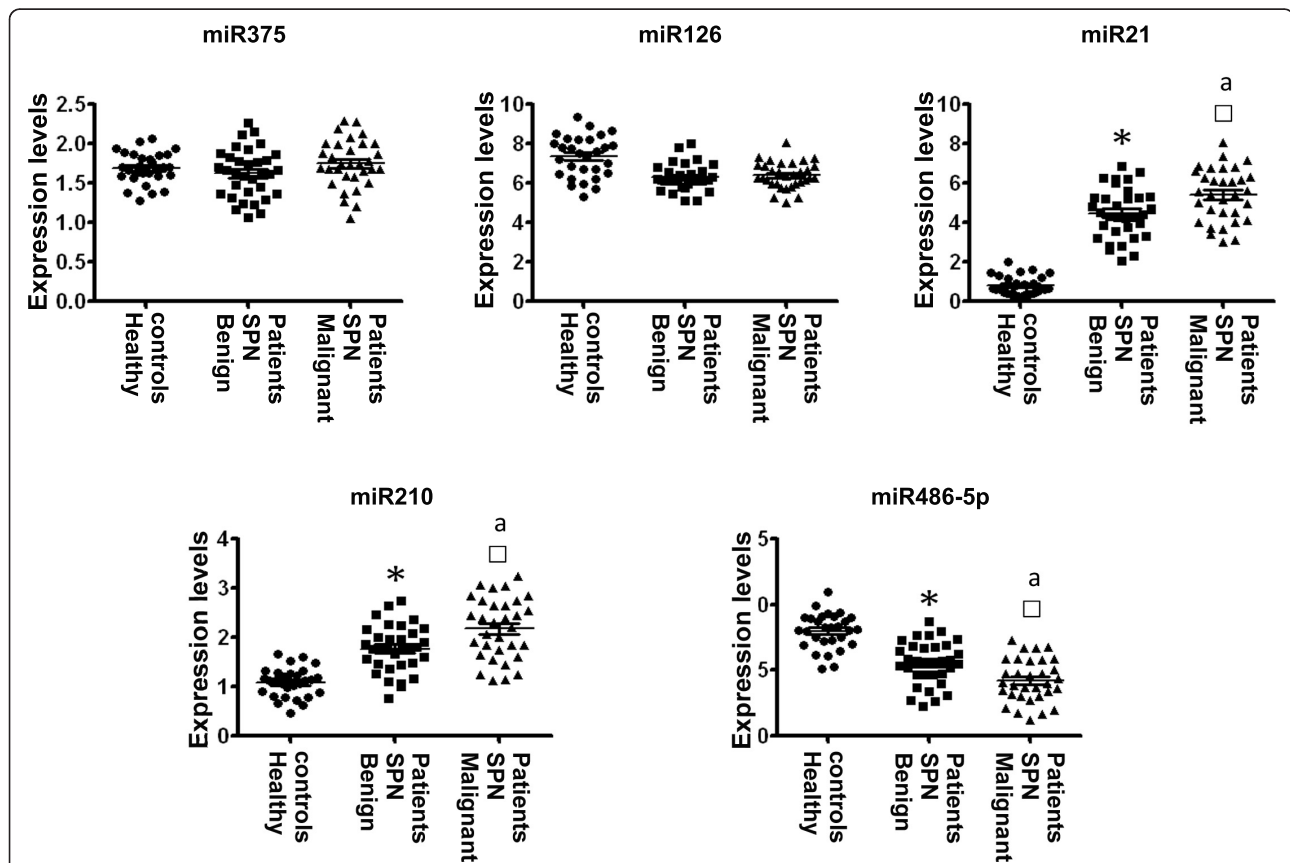 miR375
Expression levels
2.5
2.0
1.5
1.0
0.5
0.0
Healthy
controls
Benign
SPN
Patients
Malignant
SPN
Patients
miR126
Expression levels
10
8
6
4
2
0
Healthy
controls
Benign
SPN
Patients
Malignant
SPN
Patients
miR21
Expression levels
10
8
6
4
2
0
*
a
Healthy
controls
Benign
SPN
Patients
Malignant
SPN
Patients
miR210
Expression levels
4
3
2
1
0
*
a
Healthy
controls
Benign
SPN
Patients
Malignant
SPN
Patients
miR486-5p
Expression levels
5
0
5
0
*
a
Healthy
controls
Benign
SPN
Patients
Malignant
SPN
Patients